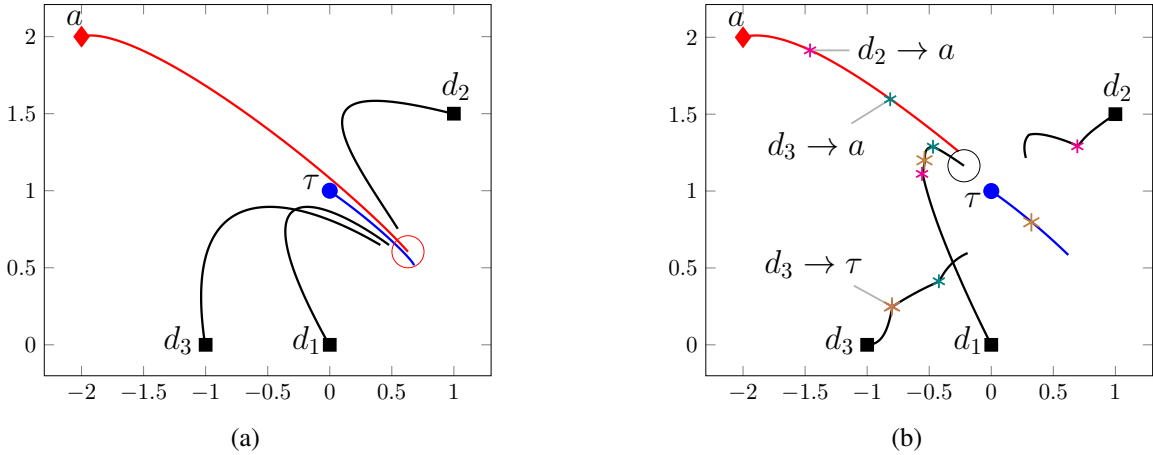 a
d₂
τ
d₃
d₁
2
1.5
1
0.5
0
−2 −1.5 −1 −0.5 0 0.5 1
(a)
a
d₂ → a
d₂
d₃ → a
τ
d₃ → τ
d₃
d₁
2
1.5
1
0.5
0
−2 −1.5 −1 −0.5 0 0.5 1
(b)